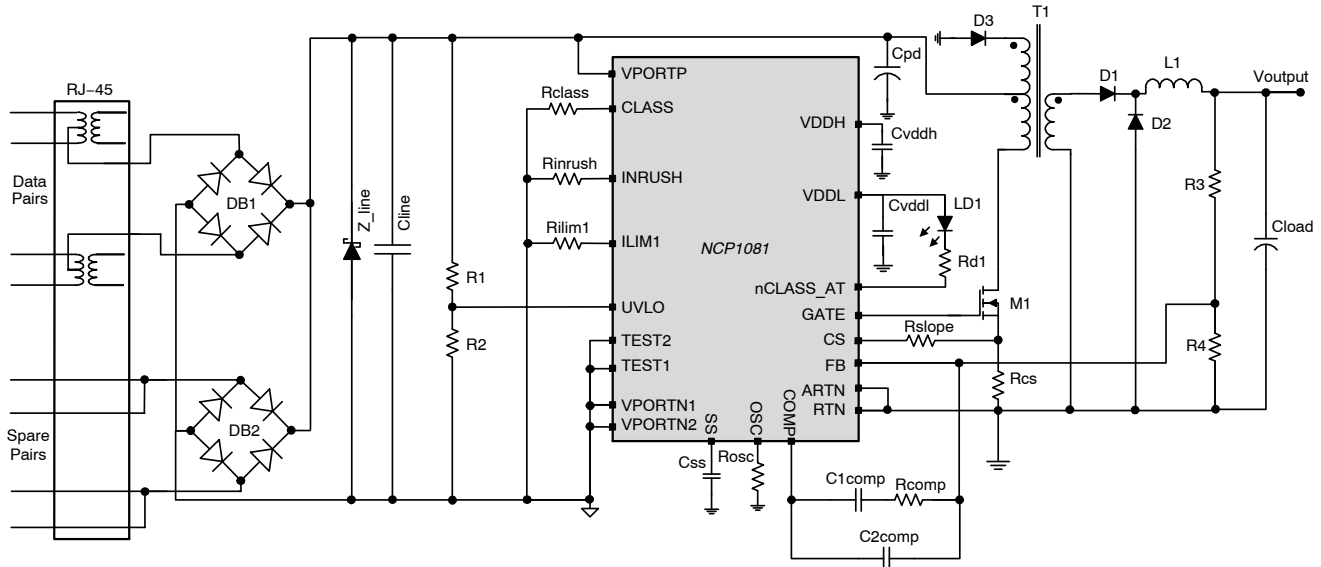 T1
D3
RJ−45
Cpd
L1
D1
Voutput
VPORTP
Rclass
CLASS
VDDH
Cvddh
D2
Data
Pairs
DB1
Rinrush
INRUSH
VDDL
Cvddl
LD1
R3
Z_line
Cline
Rilim1
ILIM1
NCP1081
Rd1
Cload
R1
nCLASS_AT
UVLO
GATE
M1
R2
TEST2
CS
Rslope
R4
TEST1
FB
Rcs
ARTN
VPORTN1
RTN
VPORTN2
SS
OSC
COMP
Spare
Pairs
DB2
Css
Rosc
C1comp
Rcomp
C2comp